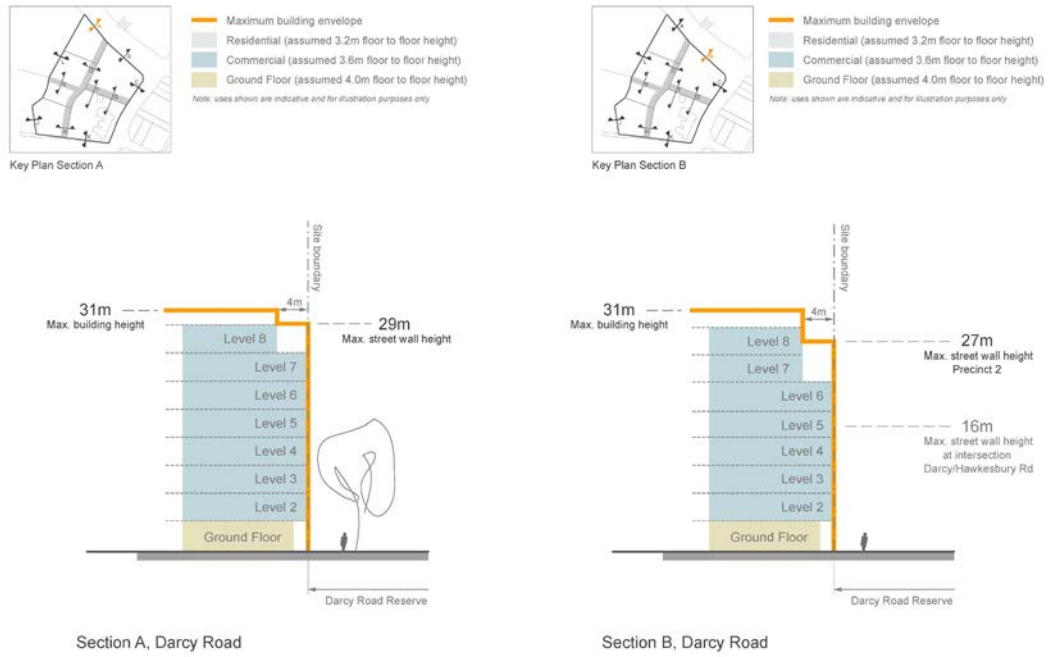 Maximum building envelope
Residential (assumed 3.2m floor to floor height)
Commercial (assumed 3.6m floor to floor height)
Ground Floor (assumed 4.0m floor to floor height)
Note: uses shown are indicative and for illustration purposes only
Key Plan Section A
Site boundary
31m
Max. building height
4m
29m
Max. street wall height
Level 8
Level 7
Level 6
Level 5
Level 4
Level 3
Level 2
Ground Floor
Darcy Road Reserve
Section A, Darcy Road
Maximum building envelope
Residential (assumed 3.2m floor to floor height)
Commercial (assumed 3.6m floor to floor height)
Ground Floor (assumed 4.0m floor to floor height)
Note: uses shown are indicative and for illustration purposes only
Key Plan Section B
Site boundary
31m
Max. building height
4m
27m
Max. street wall height
Precinct 2
Level 8
Level 7
Level 6
Level 5
16m
Max. street wall height
at intersection
Darcy/Hawkesbury Rd
Level 4
Level 3
Level 2
Ground Floor
Darcy Road Reserve
Section B, Darcy Road